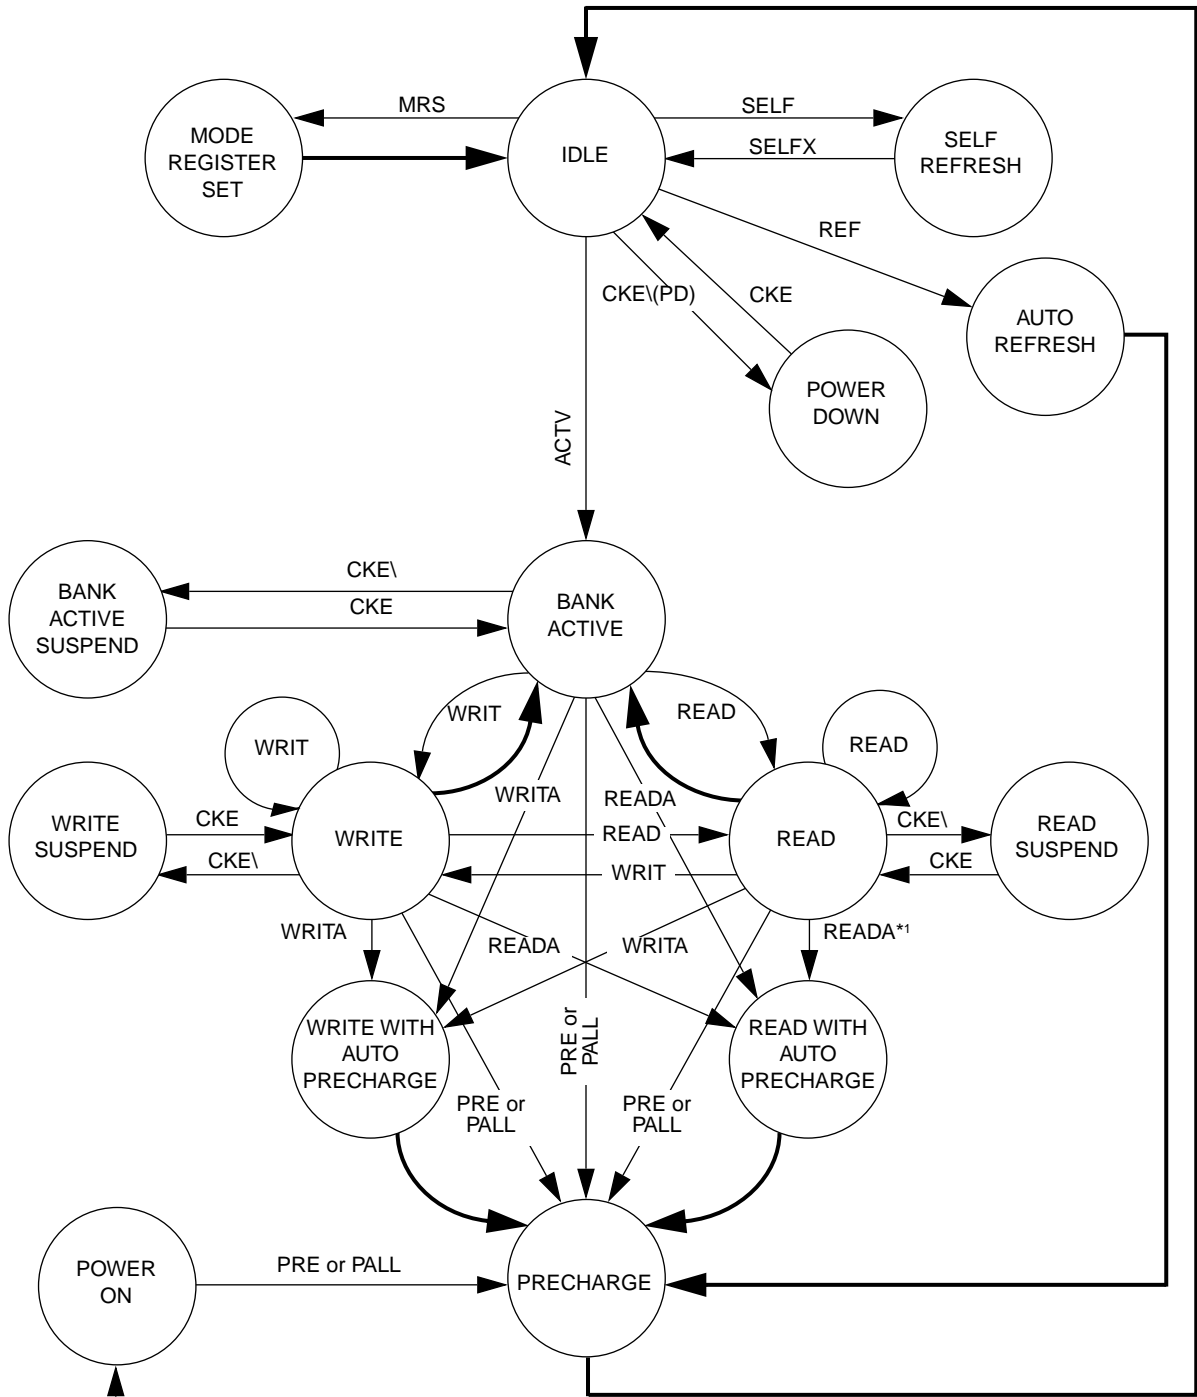 MRS
SELF
MODE
REGISTER
SET
IDLE
SELFX
SELF
REFRESH
REF
CKE\(PD)
CKE
AUTO
REFRESH
POWER
DOWN
ACTV
BANK
ACTIVE
SUSPEND
CKE\
CKE
BANK
ACTIVE
WRIT
WRIT
READ
READ
WRITA
READA
WRITE
SUSPEND
CKE
CKE\
WRITE
READ
WRIT
READ
CKE\
CKE
READ
SUSPEND
WRITA
READA
WRITA
READA*1
WRITE WITH
AUTO
PRECHARGE
PRE or
PALL
READ WITH
AUTO
PRECHARGE
PRE or
PALL
PRE or
PALL
POWER
ON
PRE or PALL
PRECHARGE